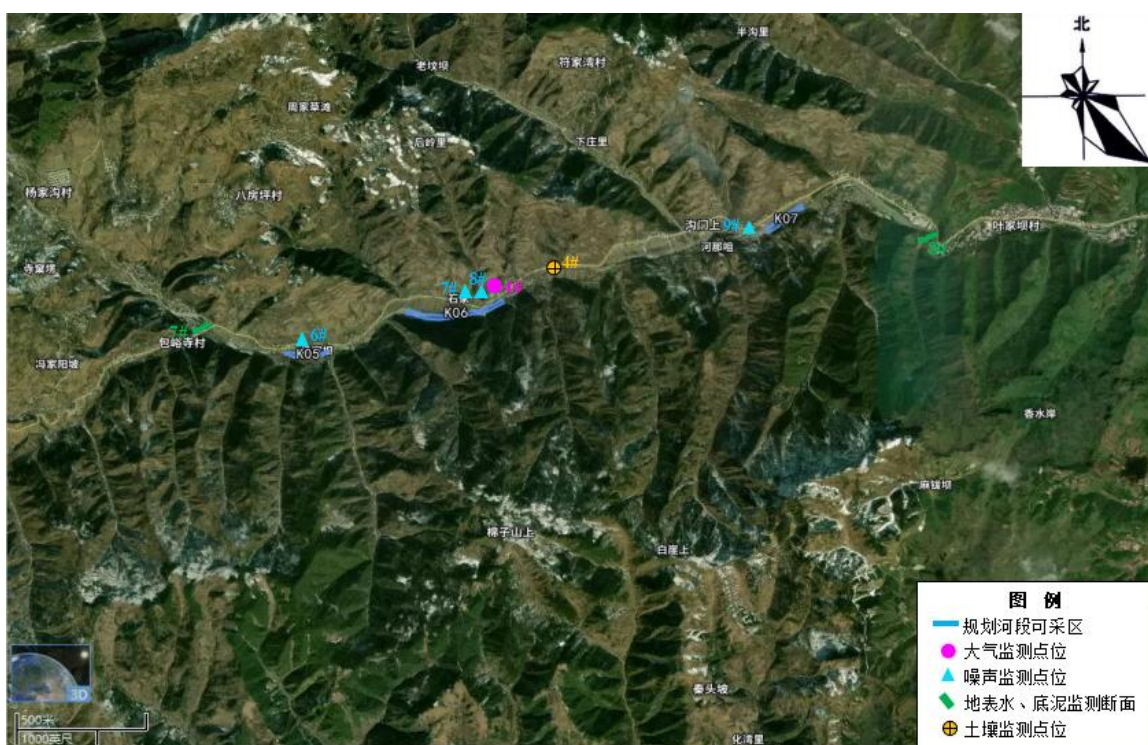 北
半沟里
老坟坝
符家湾村
周家草滩
后岭里
下庄里
杨家沟村
八房坪村
沟门上
9#
K07
叶家坝村
河那咀
寺窠塄
4#
7#
8#
K06
7#
包峪寺村
6#
K05
冯家阳坡
香水岸
麻钱坝
棉子山上
白崖上
秦头坡
化湾里
3D
500米
1000英尺
图 例
规划河段可采区
大气监测点位
噪声监测点位
地表水、底泥监测断面
土壤监测点位